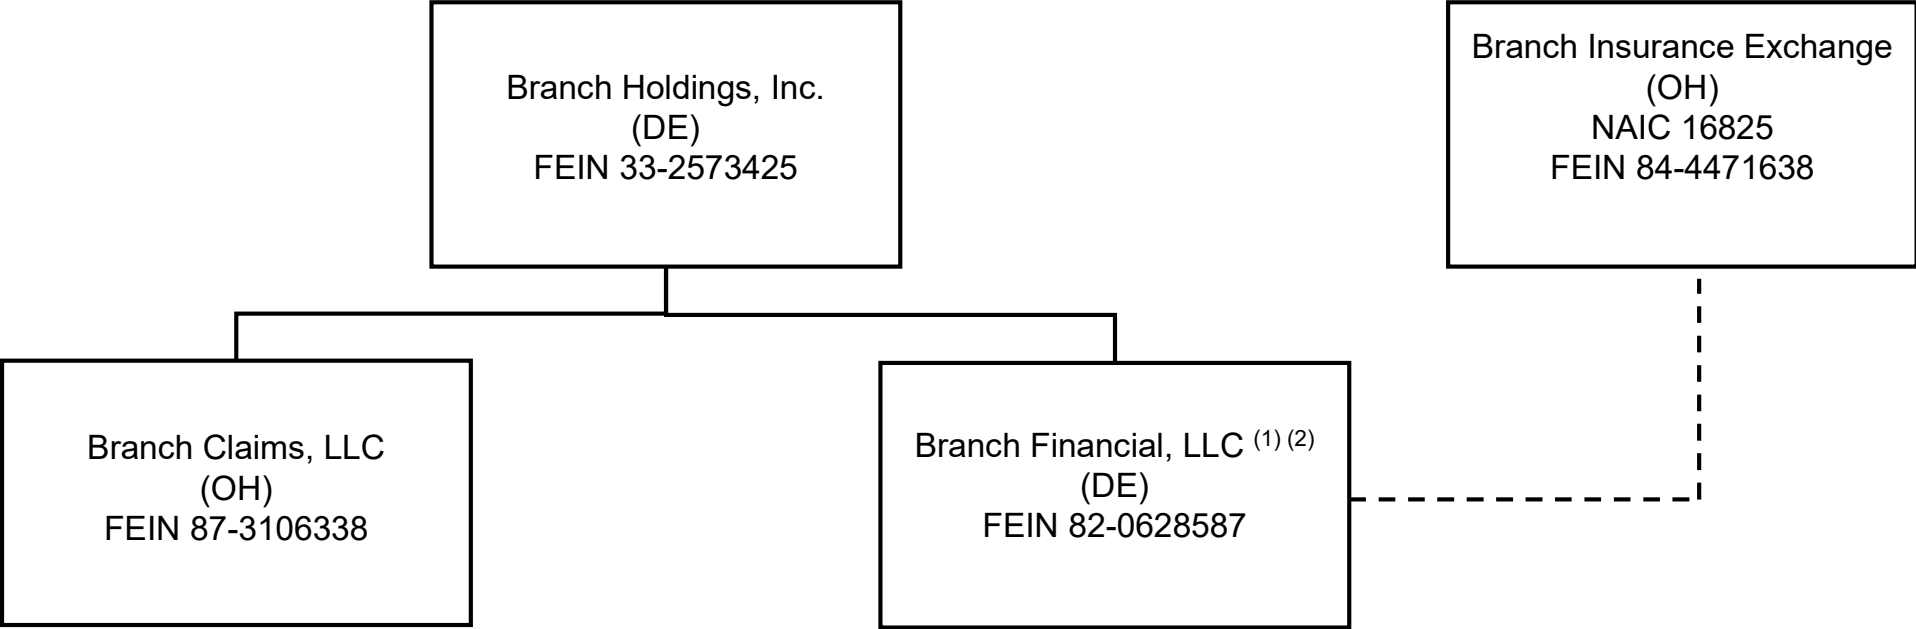 Branch Holdings, Inc.
(DE)
FEIN 33-2573425
Branch Insurance Exchange
(OH)
NAIC 16825
FEIN 84-4471638
Branch Claims, LLC
(OH)
FEIN 87-3106338
Branch Financial, LLC (1) (2)
(DE)
FEIN 82-0628587